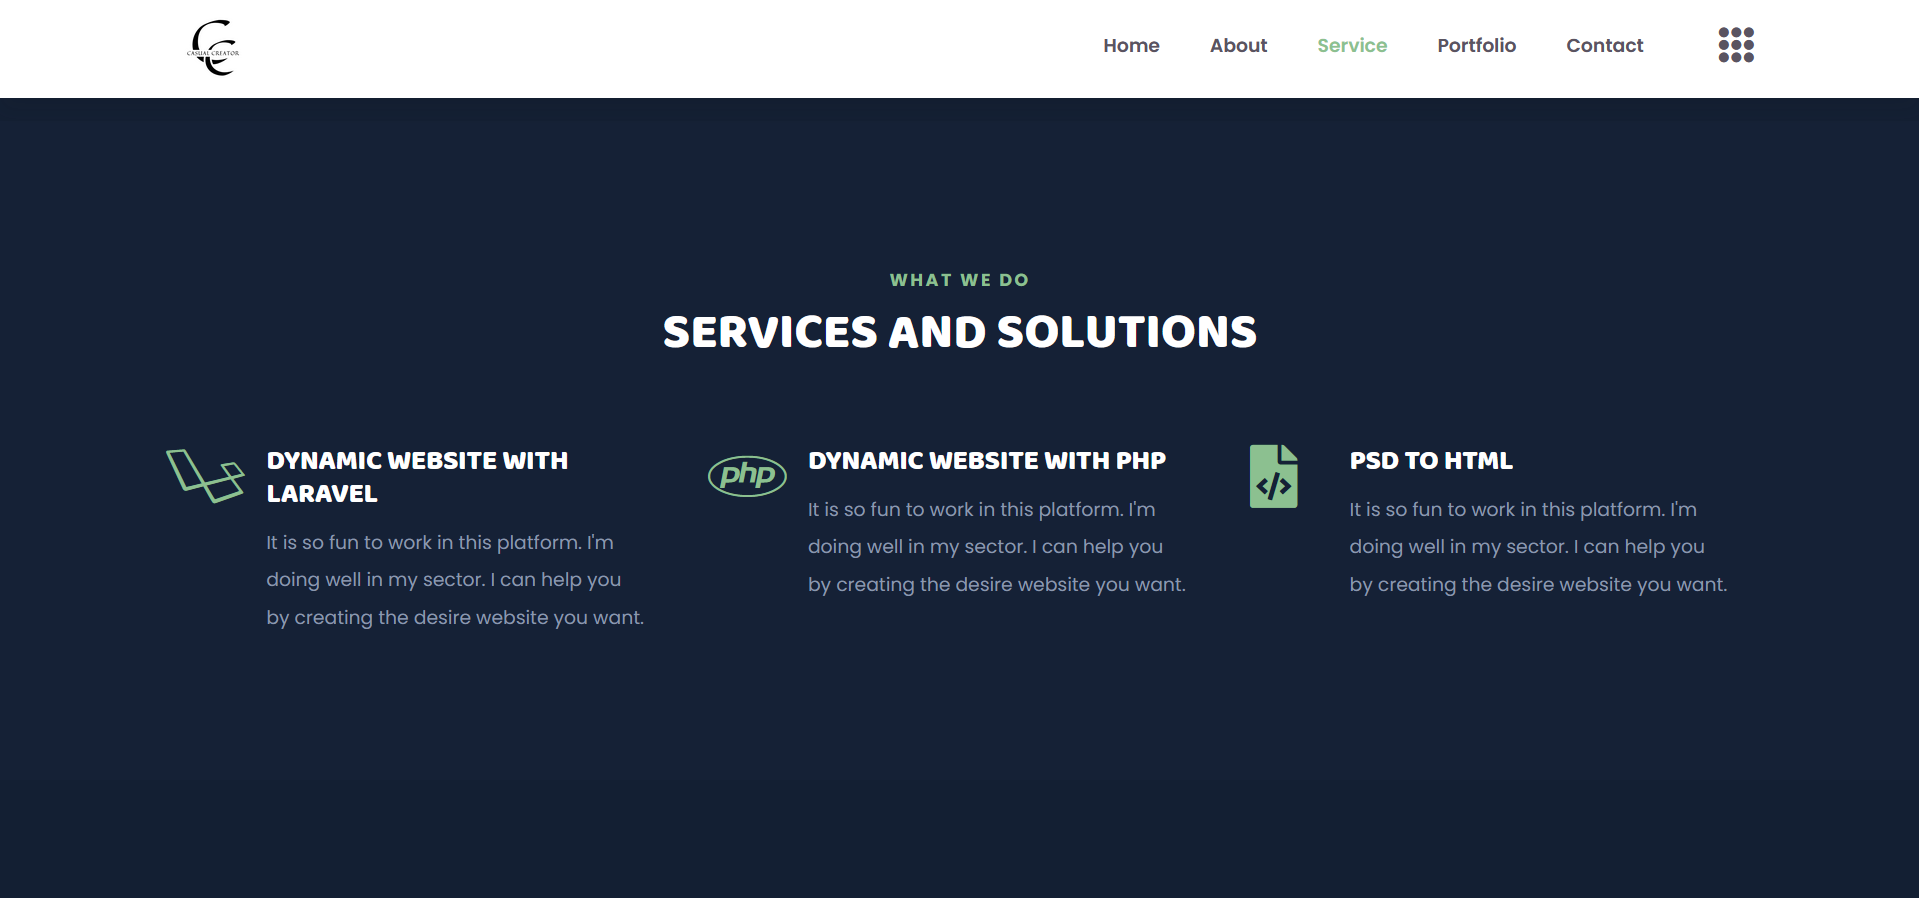 CASUAL CREATOR
Home About Service Portfolio Contact
WHAT WE DO
SERVICES AND SOLUTIONS
DYNAMIC WEBSITE WITH
LARAVEL
It is so fun to work in this platform. I'm
doing well in my sector. I can help you
by creating the desire website you want.
php
DYNAMIC WEBSITE WITH PHP
It is so fun to work in this platform. I'm
doing well in my sector. I can help you
by creating the desire website you want.
</>
PSD TO HTML
It is so fun to work in this platform. I'm
doing well in my sector. I can help you
by creating the desire website you want.